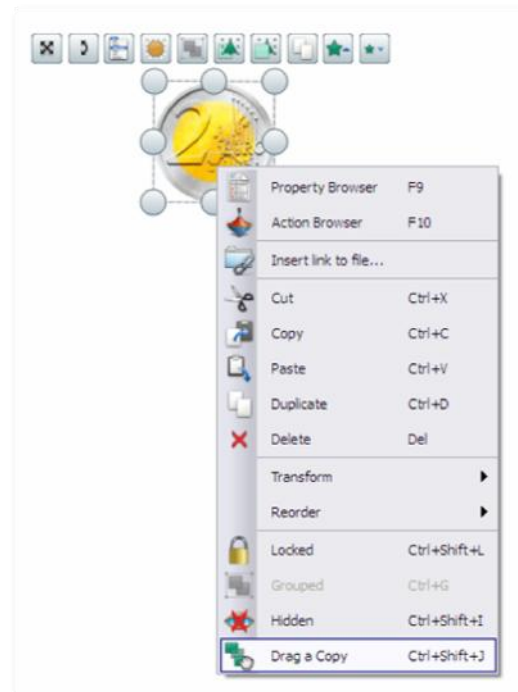 2
Property Browser F9
Action Browser F10
Insert link to file...
Cut Ctrl+X
Copy Ctrl+C
Paste Ctrl+V
Duplicate Ctrl+D
Delete Del
Transform
Reorder
Locked Ctrl+Shift+L
Grouped Ctrl+G
Hidden Ctrl+Shift+I
Drag a Copy Ctrl+Shift+J